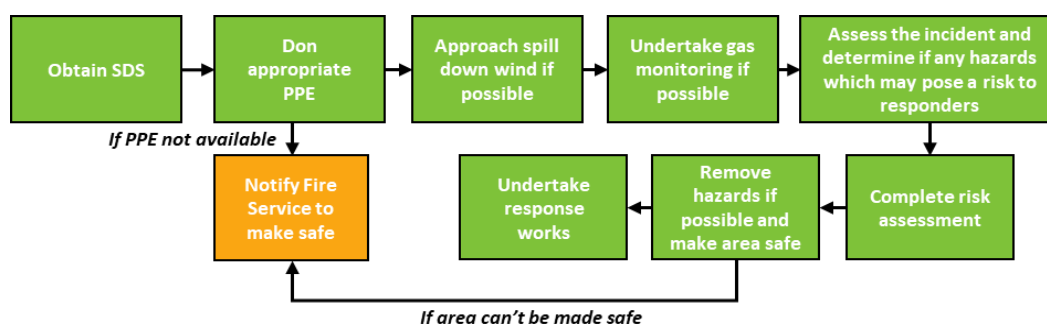 Obtain SDS
Don
appropriate
PPE
Approach spill
down wind if
possible
Undertake gas
monitoring if
possible
Assess the incident and
determine if any hazards
which may pose a risk to
responders
If PPE not available
Notify Fire
Service to
make safe
Undertake
response
works
Remove
hazards if
possible and
make area safe
Complete risk
assessment
If area can't be made safe